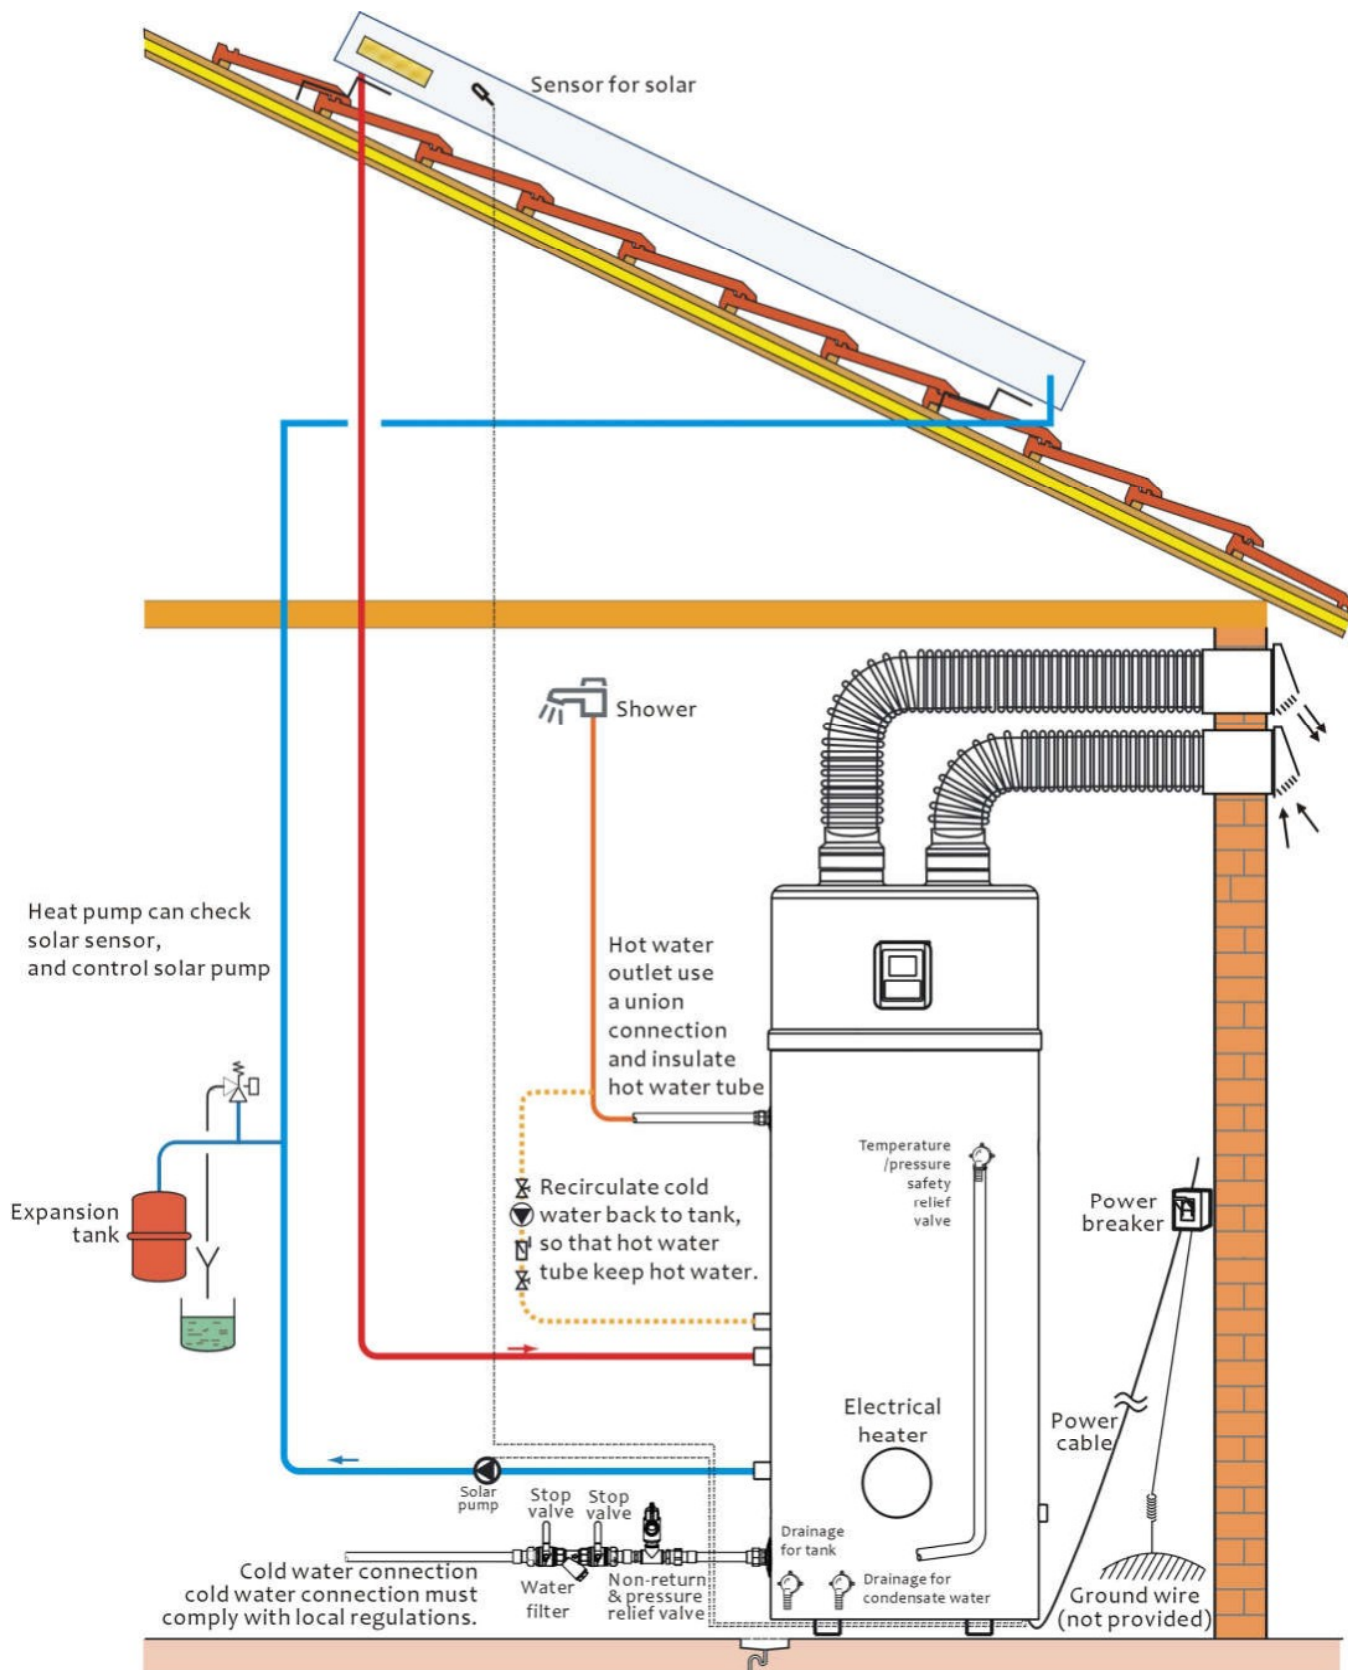 Sensor for solar
Shower
Heat pump can check
solar sensor,
and control solar pump
Hot water
outlet use
a union
connection
and insulate
hot water tube
Temperature
/pressure
safety
relief
valve
Expansion
tank
Recirculate cold
water back to tank,
so that hot water
tube keep hot water.
Power
breaker
Electrical
heater
Power
cable
Solar
pump
Stop
valve
Stop
valve
Drainage
for tank
Cold water connection
cold water connection must
comply with local regulations.
Water
filter
Non-return
& pressure
relief valve
Drainage for
condensate water
Ground wire
(not provided)